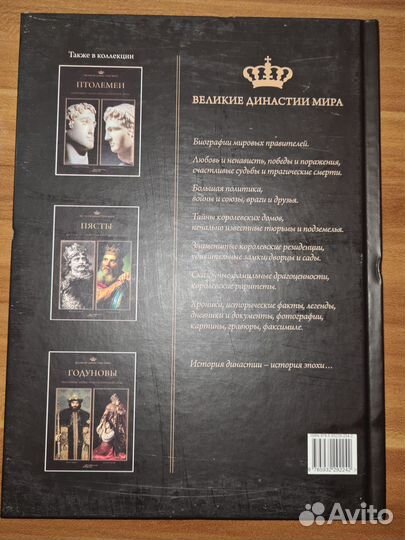 Также в коллекции
ПТОЛЕМЕИ
ПЯСТЫ
ГОДУНОВЫ
ВЕЛИКИЕ ДИНАСТИИ МИРА
Биографии мировых правителей.
Любовь и ненависть, победы и поражения,
счастливые судьбы и трагические смерти.
Большая политика,
войны и союзы, враги и друзья.
Тайны королевских домов,
печально известные тюрьмы и подземелья.
Знаменитые королевские резиденции,
удивительные замки, дворцы и сады.
Сказочные фамильные драгоценности,
королевские раритеты.
Хроники, исторические факты, легенды,
дневники и документы, фотографии,
картины, гравюры, факсимиле.
История династии – история эпохи…
Avito